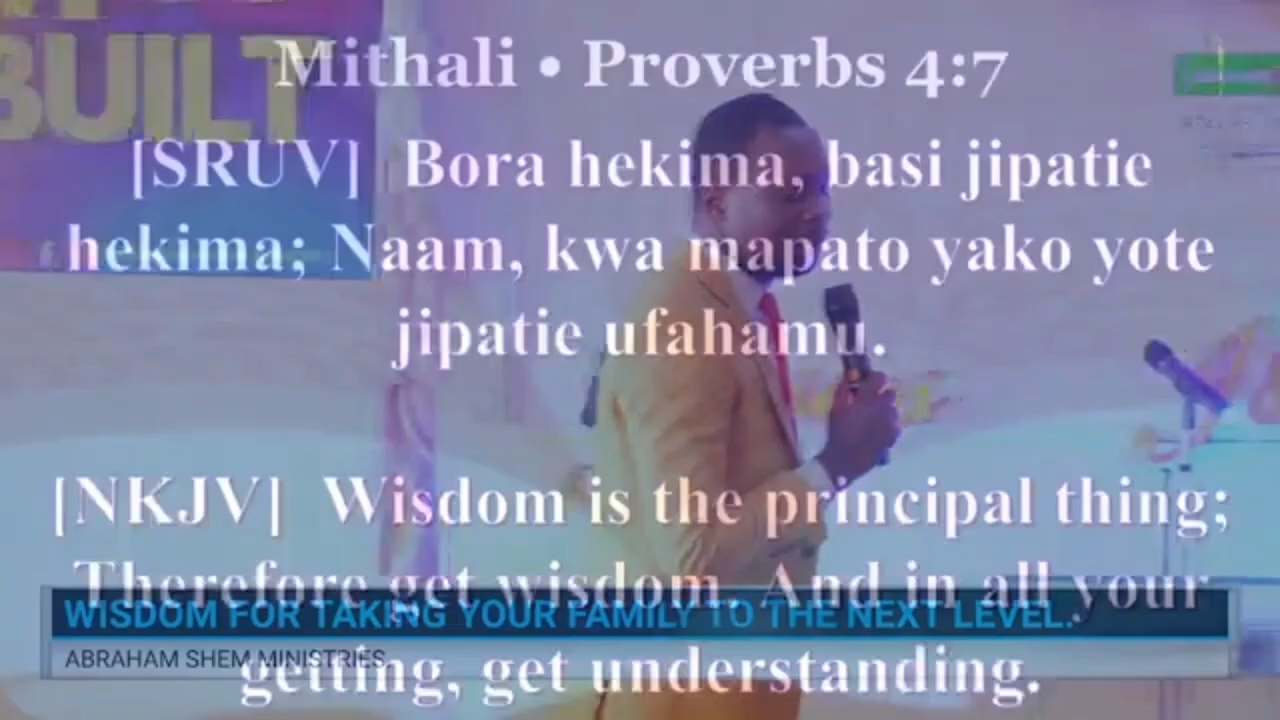 BUILT
Mithali • Proverbs 4:7
[SRUV] Bora hekima, basi jipatie
hekima; Naam, kwa mapato yako yote
jipatie ufahamu.
[NKJV] Wisdom is the principal thing;
Therefore get wisdom. And in all your
getting, get understanding.
WISDOM FOR TAKING YOUR FAMILY TO THE NEXT LEVEL.
ABRAHAM SHEM MINISTRIES